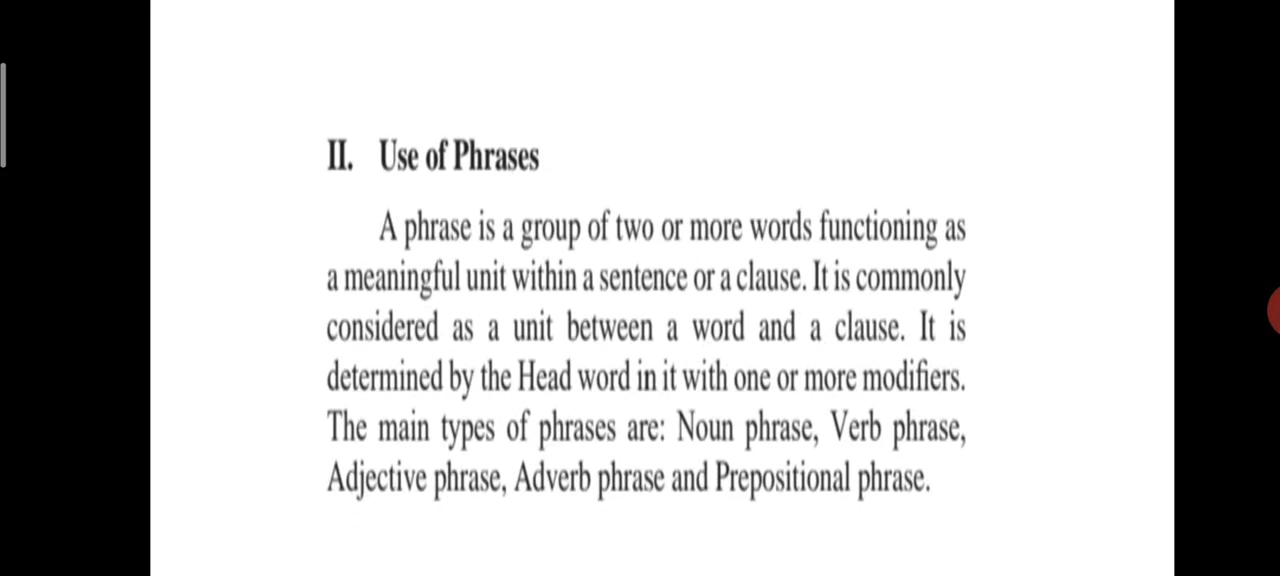 II. Use of Phrases
A phrase is a group of two or more words functioning as
a meaningful unit within a sentence or a clause. It is commonly
considered as a unit between a word and a clause. It is
determined by the Head word in it with one or more modifiers.
The main types of phrases are: Noun phrase, Verb phrase,
Adjective phrase, Adverb phrase and Prepositional phrase.